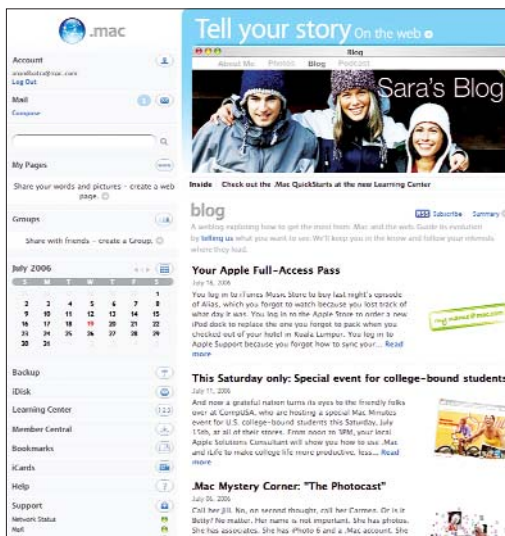 .mac
Account
Log Out
Mail
1
Compose
My Pages
www
Share your words and pictures - create a web
page.
Groups
Share with friends - create a Group.
July 2006
S M T W T F S
1
2 3 4 5 6 7 8
9 10 11 12 13 14 15
16 17 18 19 20 21 22
23 24 25 26 27 28 29
30 31
Backup
iDisk
Learning Center
1 2 3
Member Central
Bookmarks
iCards
Help
?
Support
Network Status
Mail
Tell your story On the web
Blog
About Me Photos Blog Podcast
Sara's Blog
Inside Check out the .Mac QuickStarts at the new Learning Center
blog
RSS Subscribe Summary
A weblog exploring how to get the most from .Mac and the web. Guide its evolution
by telling us what you want to see. We'll keep you in the know and follow your interests
where they lead.
Your Apple Full-Access Pass
July 18, 2006
You log in to iTunes Music Store to buy last night's episode
of Alias, which you forgot to watch because you lost track of
what day it was. You log in to the Apple Store to order a new
iPod dock to replace the one you forgot to pack when you
checked out of your hotel in Kuala Lumpur. You log in to
Apple Support because you forgot how to sync your... Read
more
This Saturday only: Special event for college-bound students
July 11, 2006
And now a grateful nation turns its eyes to the friendly folks
over at CompUSA, who are hosting a special Mac Minutes
event for U.S. college-bound students this Saturday, July
15th, at all of their stores. From noon to 3PM, your local
Apple Solutions Consultant will show you how to use .Mac
and iLife to make college life more productive, less... Read
more
.Mac Mystery Corner: "The Photocast"
July 05, 2006
Call her Jill. No, on second thought, call her Carmen. Or is it
Betty? No matter. Her name is not important. She has photos.
She has associates. She has iPhoto 6 and a .Mac account. She